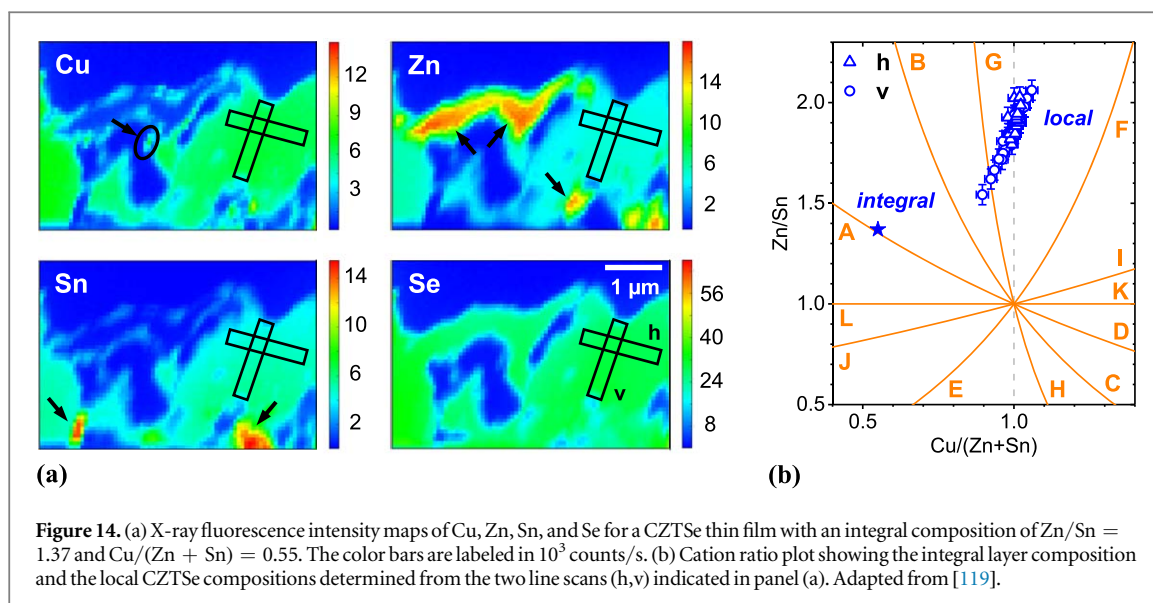 Cu
12
9
6
3
Zn
14
10
6
2
Sn
14
10
6
2
Se
1 μm
h
v
56
40
24
8
(a)
h
v
B
G
local
F
integral
A
I
K
L
D
J
E
H
C
2.0
1.5
1.0
0.5
Zn/Sn
0.5
1.0
Cu/(Zn+Sn)
(b)
Figure 14. (a) X-ray fluorescence intensity maps of Cu, Zn, Sn, and Se for a CZTSe thin film with an integral composition of Zn/Sn =
1.37 and Cu/(Zn + Sn) = 0.55. The color bars are labeled in 10³ counts/s. (b) Cation ratio plot showing the integral layer composition
and the local CZTSe compositions determined from the two line scans (h,v) indicated in panel (a). Adapted from [119].